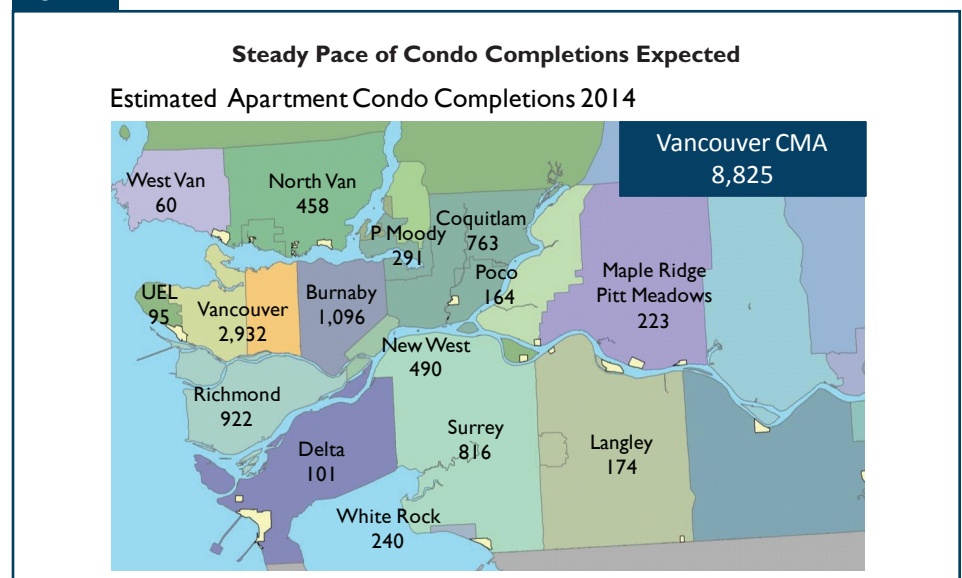 Steady Pace of Condo Completions Expected
Estimated Apartment Condo Completions 2014
Vancouver CMA
8,825
West Van
60
North Van
458
P Moody
291
Coquitlam
763
Poco
164
Maple Ridge
Pitt Meadows
223
UEL
95
Vancouver
2,932
Burnaby
1,096
New West
490
Richmond
922
Surrey
816
Langley
174
Delta
101
White Rock
240